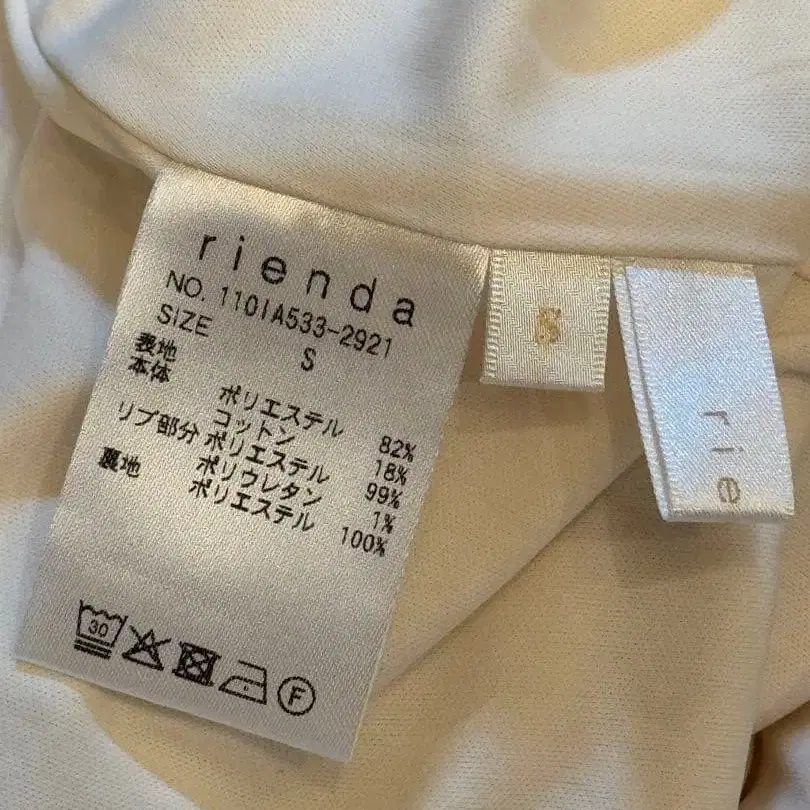 rienda
NO. 110IA533-2921
SIZE S
表地
本体 ポリエステル 82%
コットン 18%
リブ部分 ポリエステル 99%
ポリウレタン 1%
裏地 ポリエステル 100%
30
F
S
rie